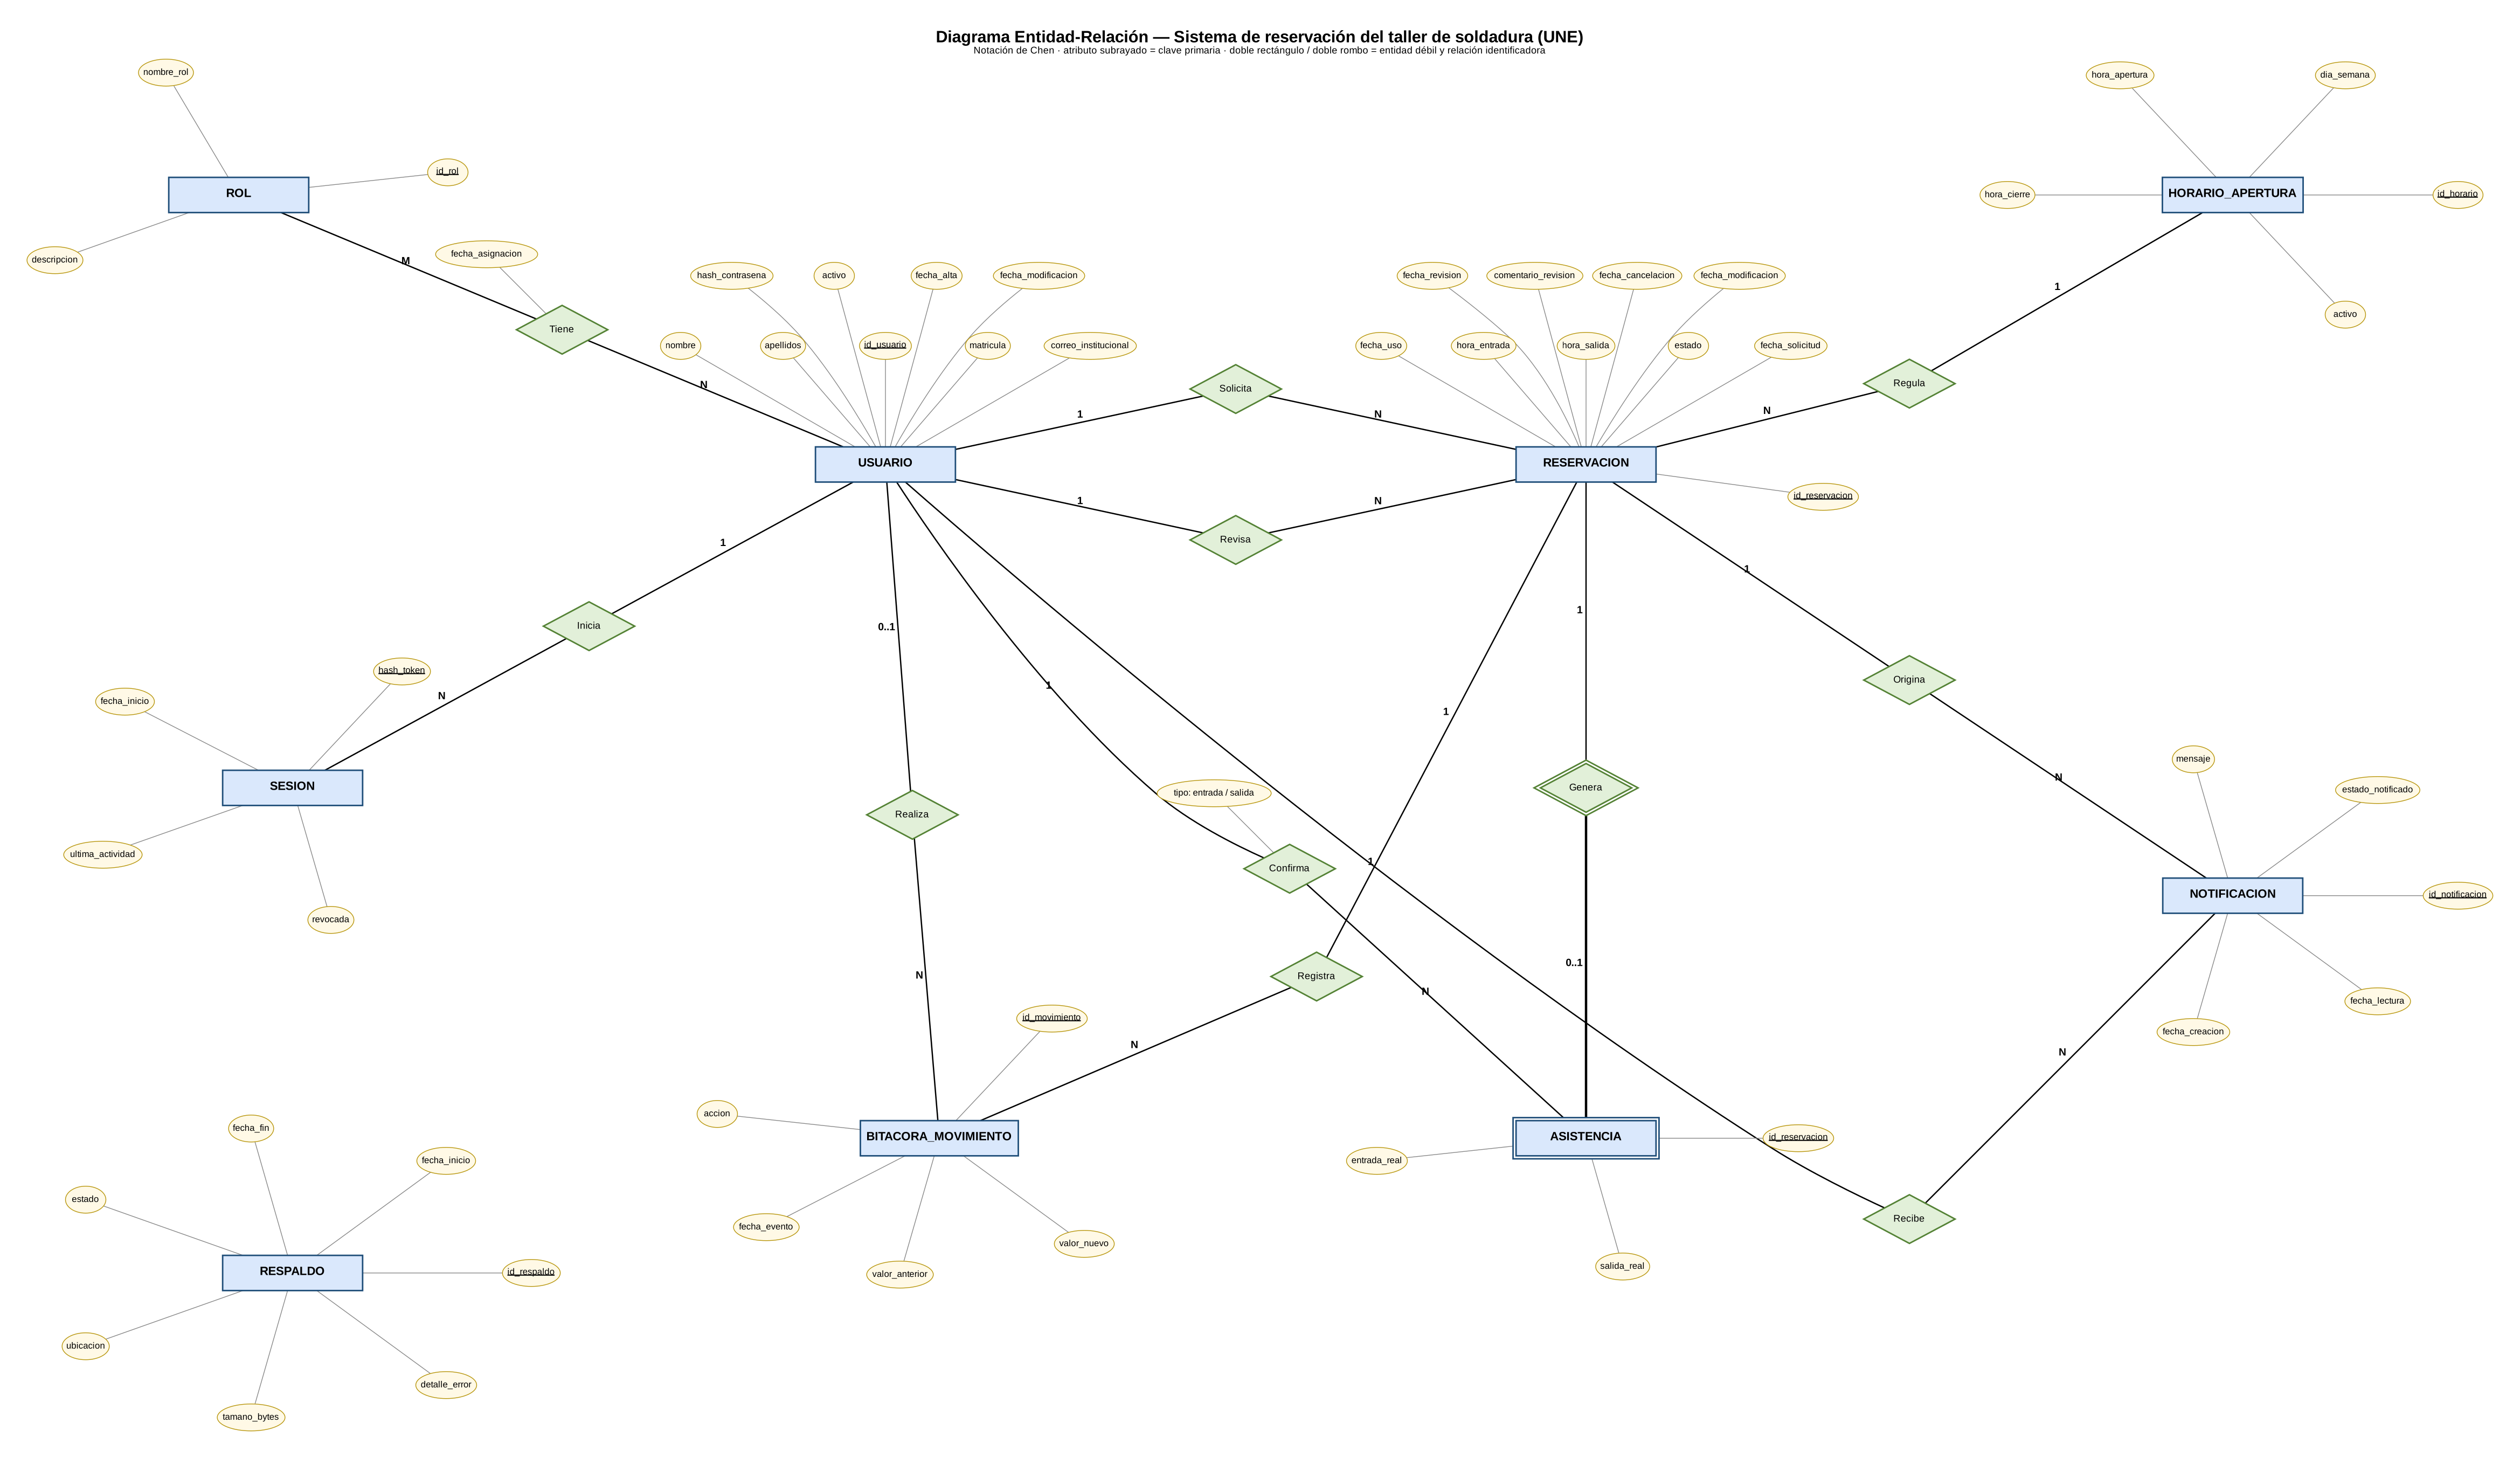 Diagrama Entidad-Relación — Sistema de reservación del taller de soldadura (UNE)
Notación de Chen · atributo subrayado = clave primaria · doble rectángulo / doble rombo = entidad débil y relación identificadora
nombre_rol
hora_apertura
dia_semana
id_rol
ROL
HORARIO_APERTURA
hora_cierre
id_horario
descripcion
M
fecha_asignacion
hash_contrasena
activo
fecha_alta
fecha_modificacion
fecha_revision
comentario_revision
fecha_cancelacion
fecha_modificacion
1
activo
Tiene
nombre
apellidos
id_usuario
matricula
correo_institucional
fecha_uso
hora_entrada
hora_salida
estado
fecha_solicitud
N
Solicita
Regula
1
N
N
USUARIO
RESERVACION
id_reservacion
1
N
Revisa
1
1
1
0..1
Inicia
1
Origina
hash_token
N
fecha_inicio
1
1
mensaje
SESION
N
estado_notificado
tipo: entrada / salida
Genera
Realiza
ultima_actividad
1
Confirma
NOTIFICACION
id_notificacion
revocada
0..1
N
Registra
N
fecha_lectura
id_movimiento
fecha_creacion
N
N
accion
fecha_fin
BITACORA_MOVIMIENTO
ASISTENCIA
id_reservacion
fecha_inicio
entrada_real
estado
fecha_evento
valor_nuevo
Recibe
RESPALDO
id_respaldo
valor_anterior
salida_real
ubicacion
detalle_error
tamano_bytes